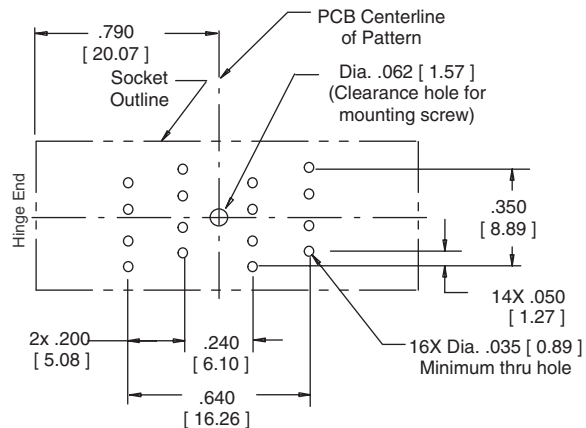 .790
[ 20.07 ]
PCB Centerline
of Pattern
Socket
Outline
Dia. .062 [ 1.57 ]
(Clearance hole for
mounting screw)
Hinge End
.350
[ 8.89 ]
14X .050
[ 1.27 ]
2x .200
[ 5.08 ]
.240
[ 6.10 ]
16X Dia. .035 [ 0.89 ]
Minimum thru hole
.640
[ 16.26 ]